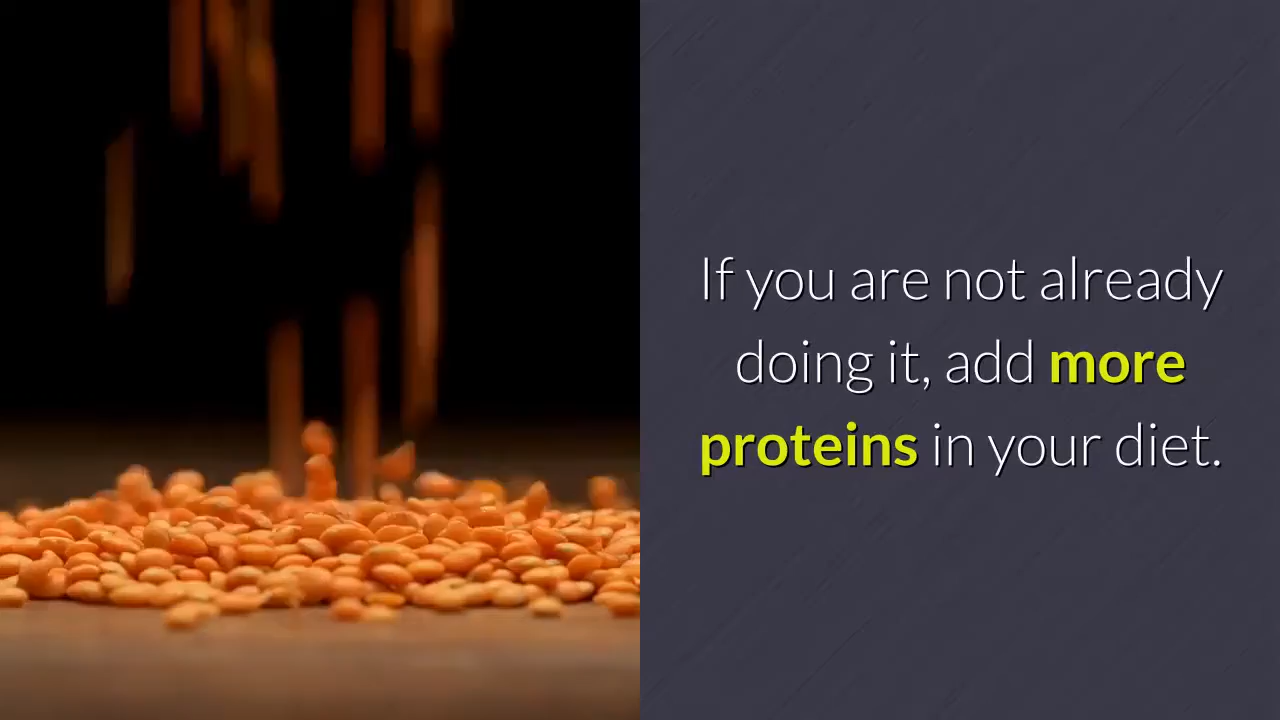 If you are not already
doing it, add more
proteins in your diet.